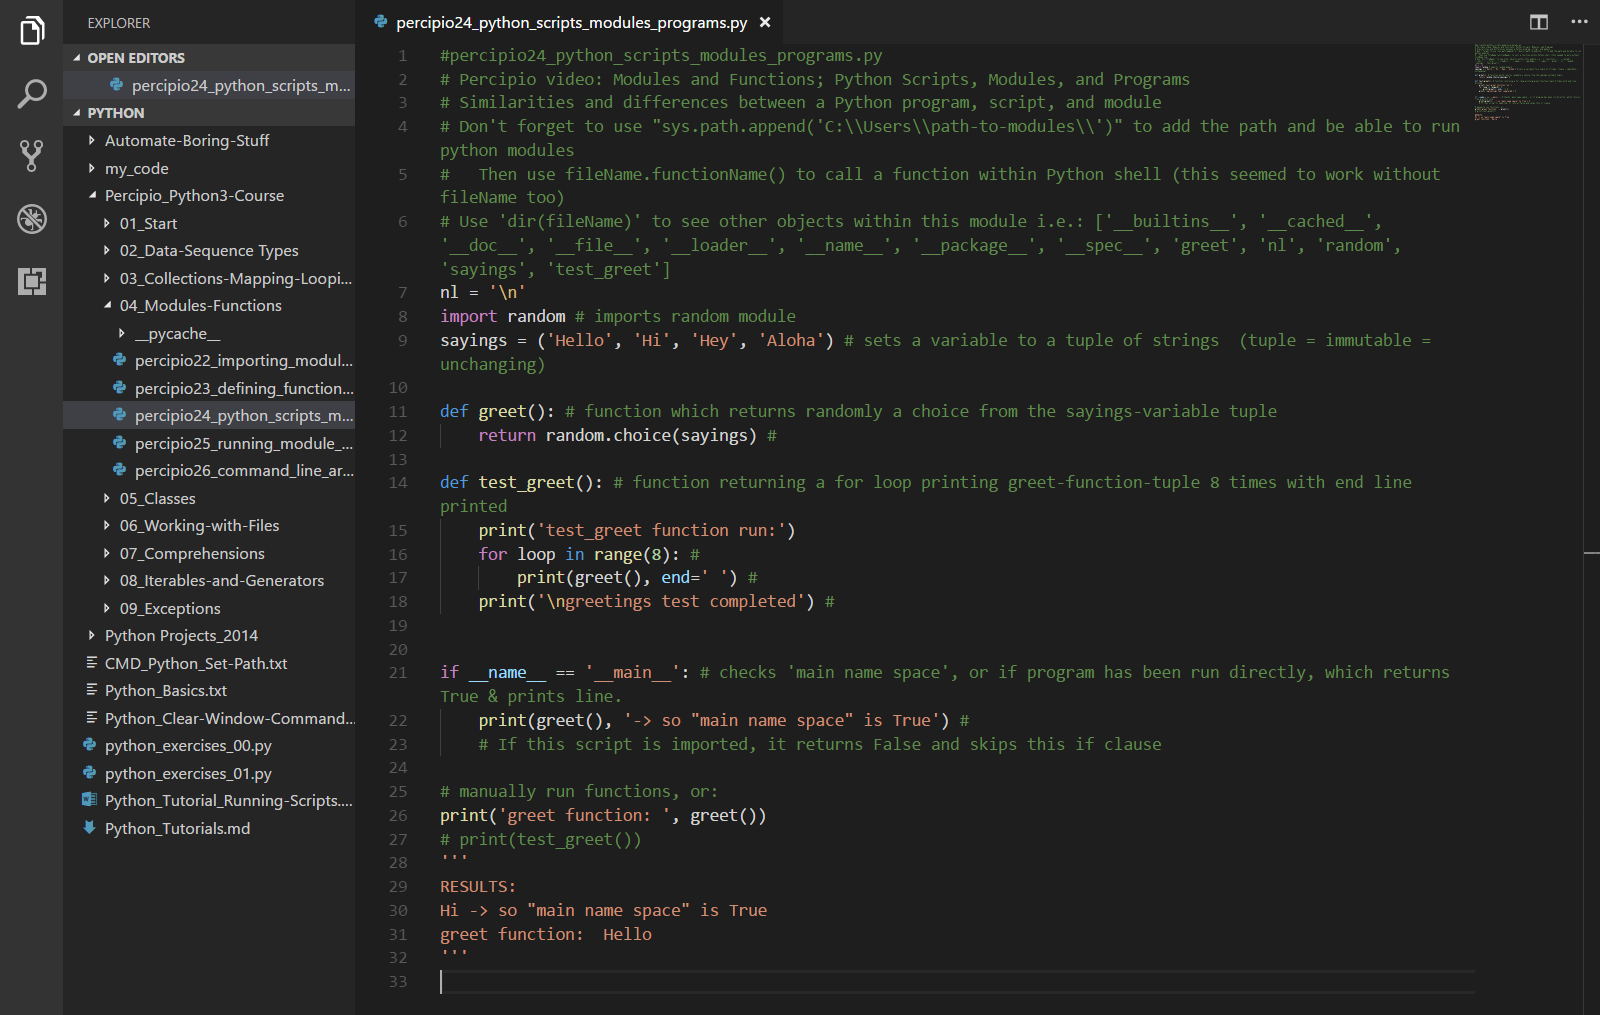 EXPLORER
OPEN EDITORS
percipio24_python_scripts_m...
PYTHON
Automate-Boring-Stuff
my_code
Percipio_Python3-Course
01_Start
02_Data-Sequence Types
03_Collections-Mapping-Loopi...
04_Modules-Functions
__pycache__
percipio22_importing_modul...
percipio23_defining_function...
percipio24_python_scripts_m...
percipio25_running_module_...
percipio26_command_line_ar...
05_Classes
06_Working-with-Files
07_Comprehensions
08_Iterables-and-Generators
09_Exceptions
Python Projects_2014
CMD_Python_Set-Path.txt
Python_Basics.txt
Python_Clear-Window-Command...
python_exercises_00.py
python_exercises_01.py
Python_Tutorial_Running-Scripts....
Python_Tutorials.md
percipio24_python_scripts_modules_programs.py
1 #percipio24_python_scripts_modules_programs.py
2 # Percipio video: Modules and Functions; Python Scripts, Modules, and Programs
3 # Similarities and differences between a Python program, script, and module
4 # Don't forget to use "sys.path.append('C:\\Users\\path-to-modules\\')" to add the path and be able to run
python modules
5 #   Then use fileName.functionName() to call a function within Python shell (this seemed to work without
fileName too)
6 # Use 'dir(fileName)' to see other objects within this module i.e.: ['__builtins__', '__cached__',
'__doc__', '__file__', '__loader__', '__name__', '__package__', '__spec__', 'greet', 'nl', 'random',
'sayings', 'test_greet']
7 nl = '\n'
8 import random # imports random module
9 sayings = ('Hello', 'Hi', 'Hey', 'Aloha') # sets a variable to a tuple of strings  (tuple = immutable =
unchanging)
10
11 def greet(): # function which returns randomly a choice from the sayings-variable tuple
12     return random.choice(sayings) #
13
14 def test_greet(): # function returning a for loop printing greet-function-tuple 8 times with end line
printed
15     print('test_greet function run:')
16     for loop in range(8): #
17         print(greet(), end=' ') #
18     print('\ngreetings test completed') #
19
20
21 if __name__ == '__main__': # checks 'main name space', or if program has been run directly, which returns
True & prints line.
22     print(greet(), '-> so "main name space" is True') #
23     # If this script is imported, it returns False and skips this if clause
24
25 # manually run functions, or:
26 print('greet function: ', greet())
27 # print(test_greet())
28 '''
29 RESULTS:
30 Hi -> so "main name space" is True
31 greet function:  Hello
32 '''
33